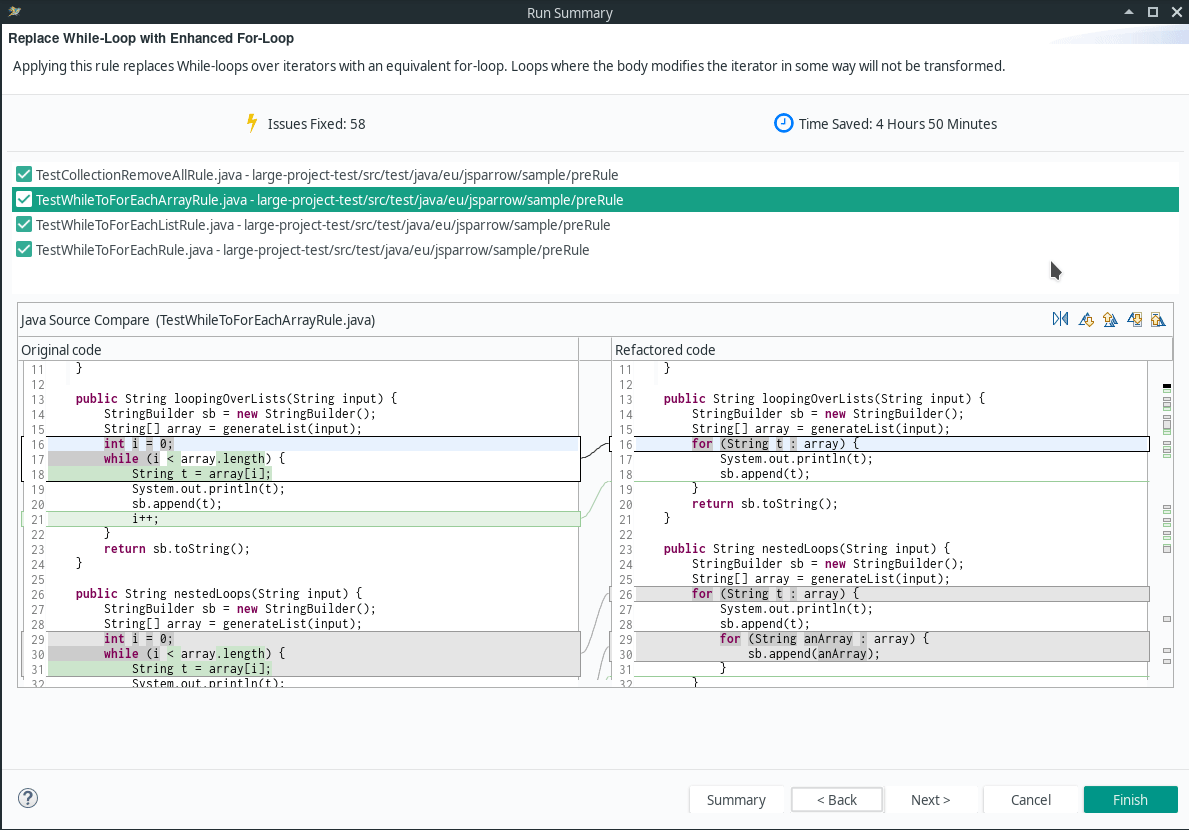 Run Summary
Replace While-Loop with Enhanced For-Loop
Applying this rule replaces While-loops over iterators with an equivalent for-loop. Loops where the body modifies the iterator in some way will not be transformed.
Issues Fixed: 58
Time Saved: 4 Hours 50 Minutes
TestCollectionRemoveAllRule.java - large-project-test/src/test/java/eu/jsparrow/sample/preRule
TestWhileToForEachArrayRule.java - large-project-test/src/test/java/eu/jsparrow/sample/preRule
TestWhileToForEachListRule.java - large-project-test/src/test/java/eu/jsparrow/sample/preRule
TestWhileToForEachRule.java - large-project-test/src/test/java/eu/jsparrow/sample/preRule
Java Source Compare (TestWhileToForEachArrayRule.java)
Original code
11 }
12
13 public String loopingOverLists(String input) {
14 StringBuilder sb = new StringBuilder();
15 String[] array = generateList(input);
16 int i = 0;
17 while (i < array.length) {
18 String t = array[i];
19 System.out.println(t);
20 sb.append(t);
21 i++;
22 }
23 return sb.toString();
24 }
25
26 public String nestedLoops(String input) {
27 StringBuilder sb = new StringBuilder();
28 String[] array = generateList(input);
29 int i = 0;
30 while (i < array.length) {
31 String t = array[i];
32 System.out.println(t);
Refactored code
11 }
12
13 public String loopingOverLists(String input) {
14 StringBuilder sb = new StringBuilder();
15 String[] array = generateList(input);
16 for (String t : array) {
17 System.out.println(t);
18 sb.append(t);
19 }
20 return sb.toString();
21 }
22
23 public String nestedLoops(String input) {
24 StringBuilder sb = new StringBuilder();
25 String[] array = generateList(input);
26 for (String t : array) {
27 System.out.println(t);
28 sb.append(t);
29 for (String anArray : array) {
30 sb.append(anArray);
31 }
32 }
?
Summary
< Back
Next >
Cancel
Finish